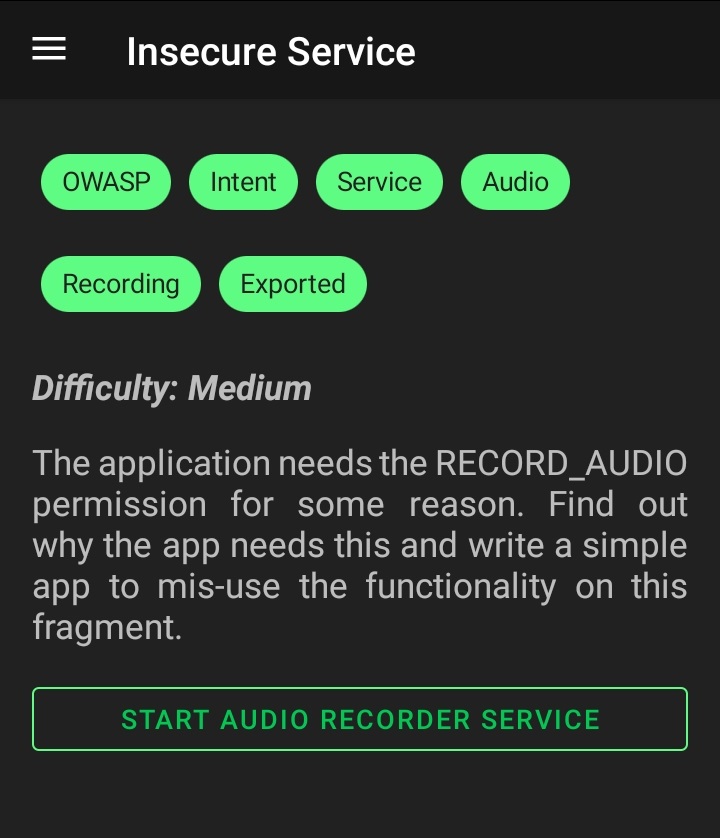 Insecure Service
OWASP Intent Service Audio
Recording Exported
Difficulty: Medium
The application needs the RECORD_AUDIO
permission for some reason. Find out
why the app needs this and write a simple
app to mis-use the functionality on this
fragment.
START AUDIO RECORDER SERVICE